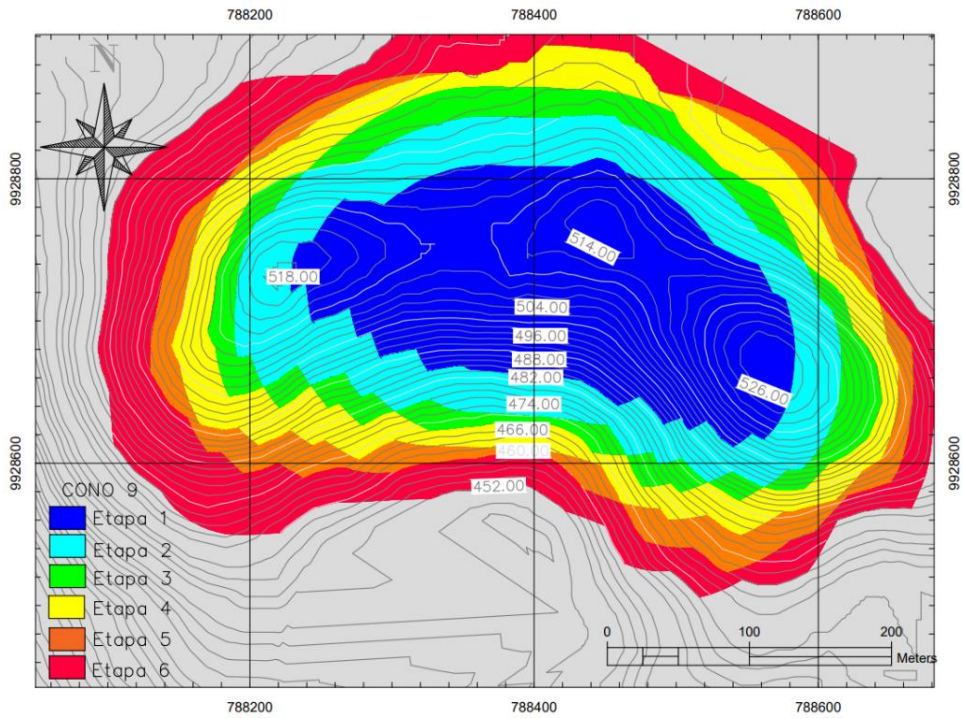 788200 788400 788600
N
9928800 9928800
514.00
518.00
504.00
496.00
488.00
482.00
526.00
474.00
466.00
460.00
9928600 9928600
452.00
CONO 9
Etapa 1
Etapa 2
Etapa 3
Etapa 4
Etapa 5
Etapa 6
0 100 200
Meters
788200 788400 788600